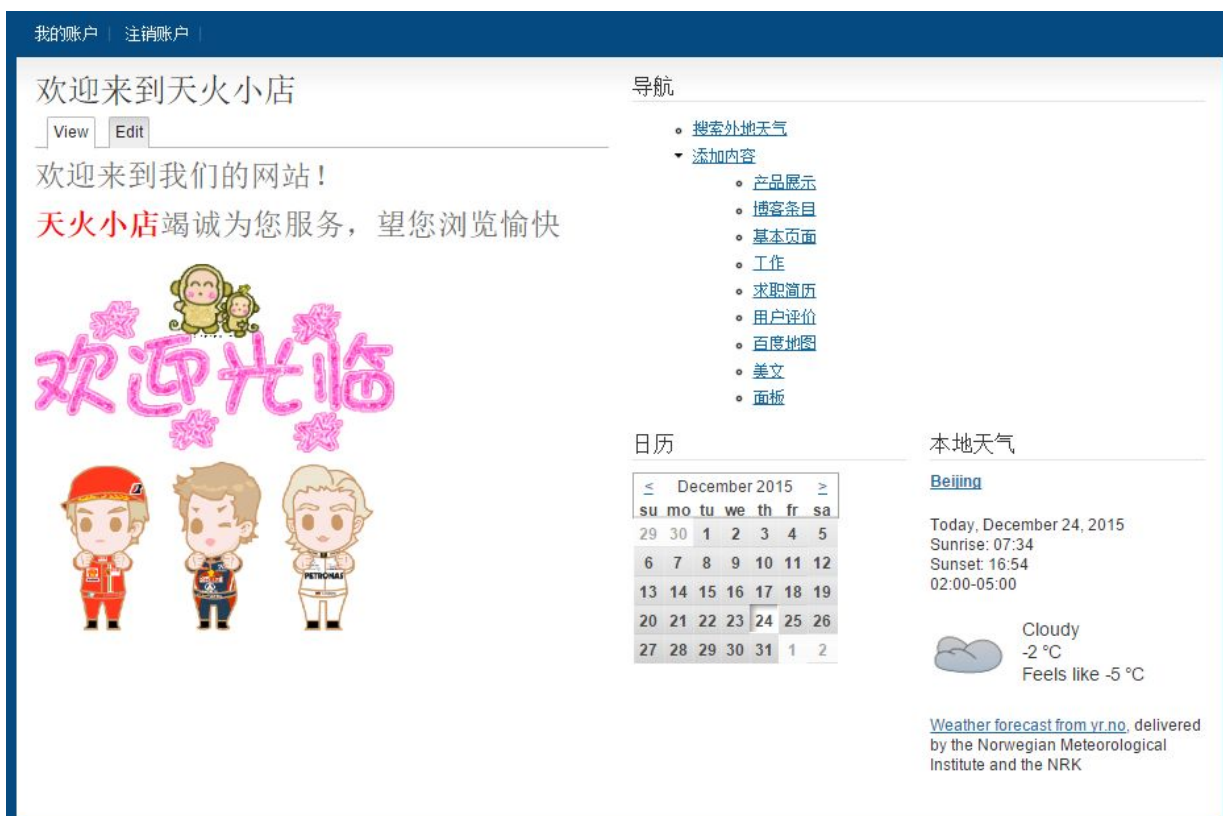 我的账户 | 注销账户 |
欢迎来到天火小店
View Edit
欢迎来到我们的网站！
天火小店竭诚为您服务，望您浏览愉快
欢迎光临
PETRONAS
导航
搜索外地天气
添加内容
产品展示
博客条目
基本页面
工作
求职简历
用户评价
百度地图
美文
面板
日历
< December 2015 >
su mo tu we th fr sa
29 30 1 2 3 4 5
6 7 8 9 10 11 12
13 14 15 16 17 18 19
20 21 22 23 24 25 26
27 28 29 30 31 1 2
本地天气
Beijing
Today, December 24, 2015
Sunrise: 07:34
Sunset: 16:54
02:00-05:00
Cloudy
-2 °C
Feels like -5 °C
Weather forecast from yr.no, delivered
by the Norwegian Meteorological
Institute and the NRK